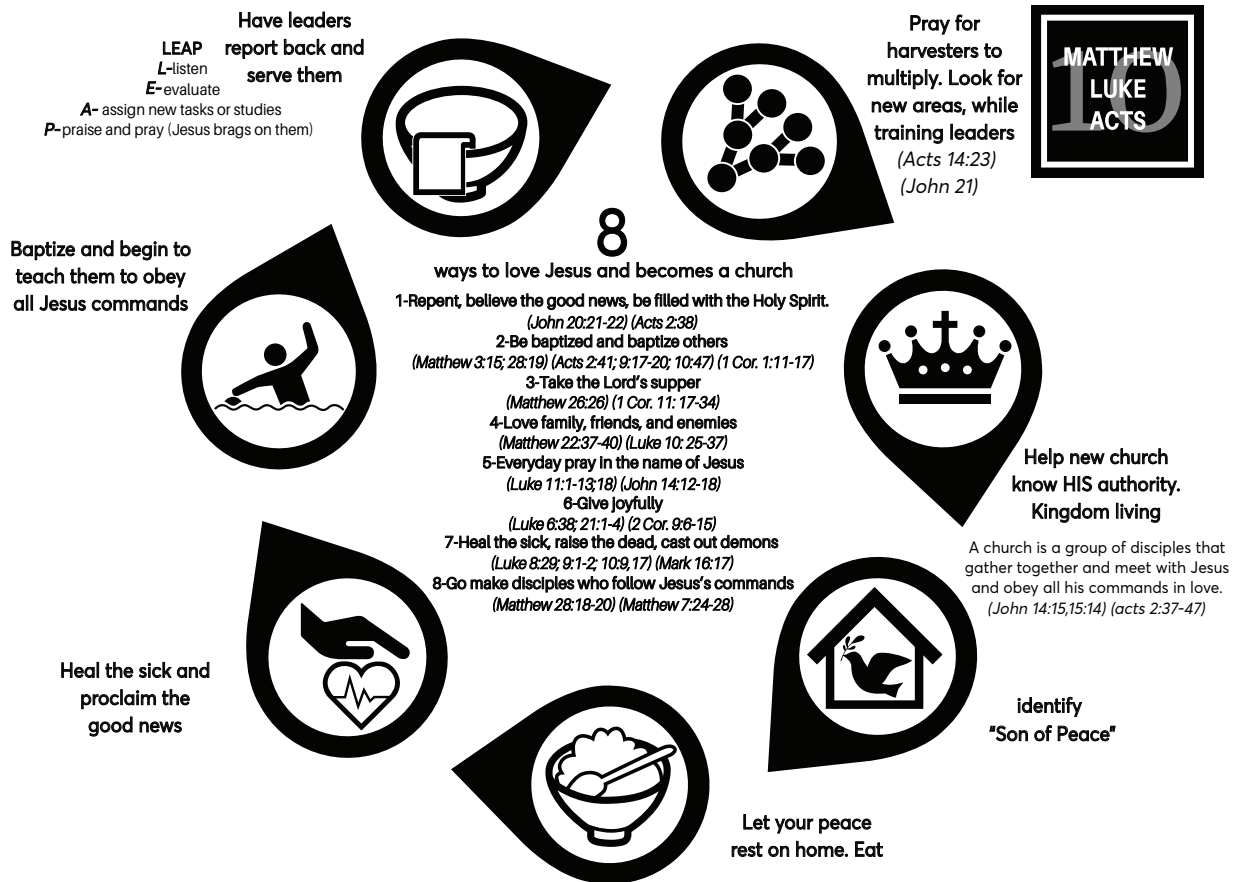 Have leaders
report back and
serve them
LEAP
L-listen
E-evaluate
A- assign new tasks or studies
P-praise and pray (Jesus brags on them)
Pray for
harvesters to
multiply. Look for
new areas, while
training leaders
(Acts 14:23)
(John 21)
10
MATTHEW
LUKE
ACTS
Baptize and begin to
teach them to obey
all Jesus commands
8
ways to love Jesus and becomes a church
1-Repent, believe the good news, be filled with the Holy Spirit.
(John 20:21-22) (Acts 2:38)
2-Be baptized and baptize others
(Matthew 3:15; 28:19) (Acts 2:41; 9:17-20; 10:47) (1 Cor. 1:11-17)
3-Take the Lord's supper
(Matthew 26:26) (1 Cor. 11: 17-34)
4-Love family, friends, and enemies
(Matthew 22:37-40) (Luke 10: 25-37)
5-Everyday pray in the name of Jesus
(Luke 11:1-13;18) (John 14:12-18)
6-Give joyfully
(Luke 6:38; 21:1-4) (2 Cor. 9:6-15)
7-Heal the sick, raise the dead, cast out demons
(Luke 8:29; 9:1-2; 10:9,17) (Mark 16:17)
8-Go make disciples who follow Jesus's commands
(Matthew 28:18-20) (Matthew 7:24-28)
Help new church
know HIS authority.
Kingdom living
A church is a group of disciples that
gather together and meet with Jesus
and obey all his commands in love.
(John 14:15,15:14) (acts 2:37-47)
Heal the sick and
proclaim the
good news
identify
"Son of Peace"
Let your peace
rest on home. Eat